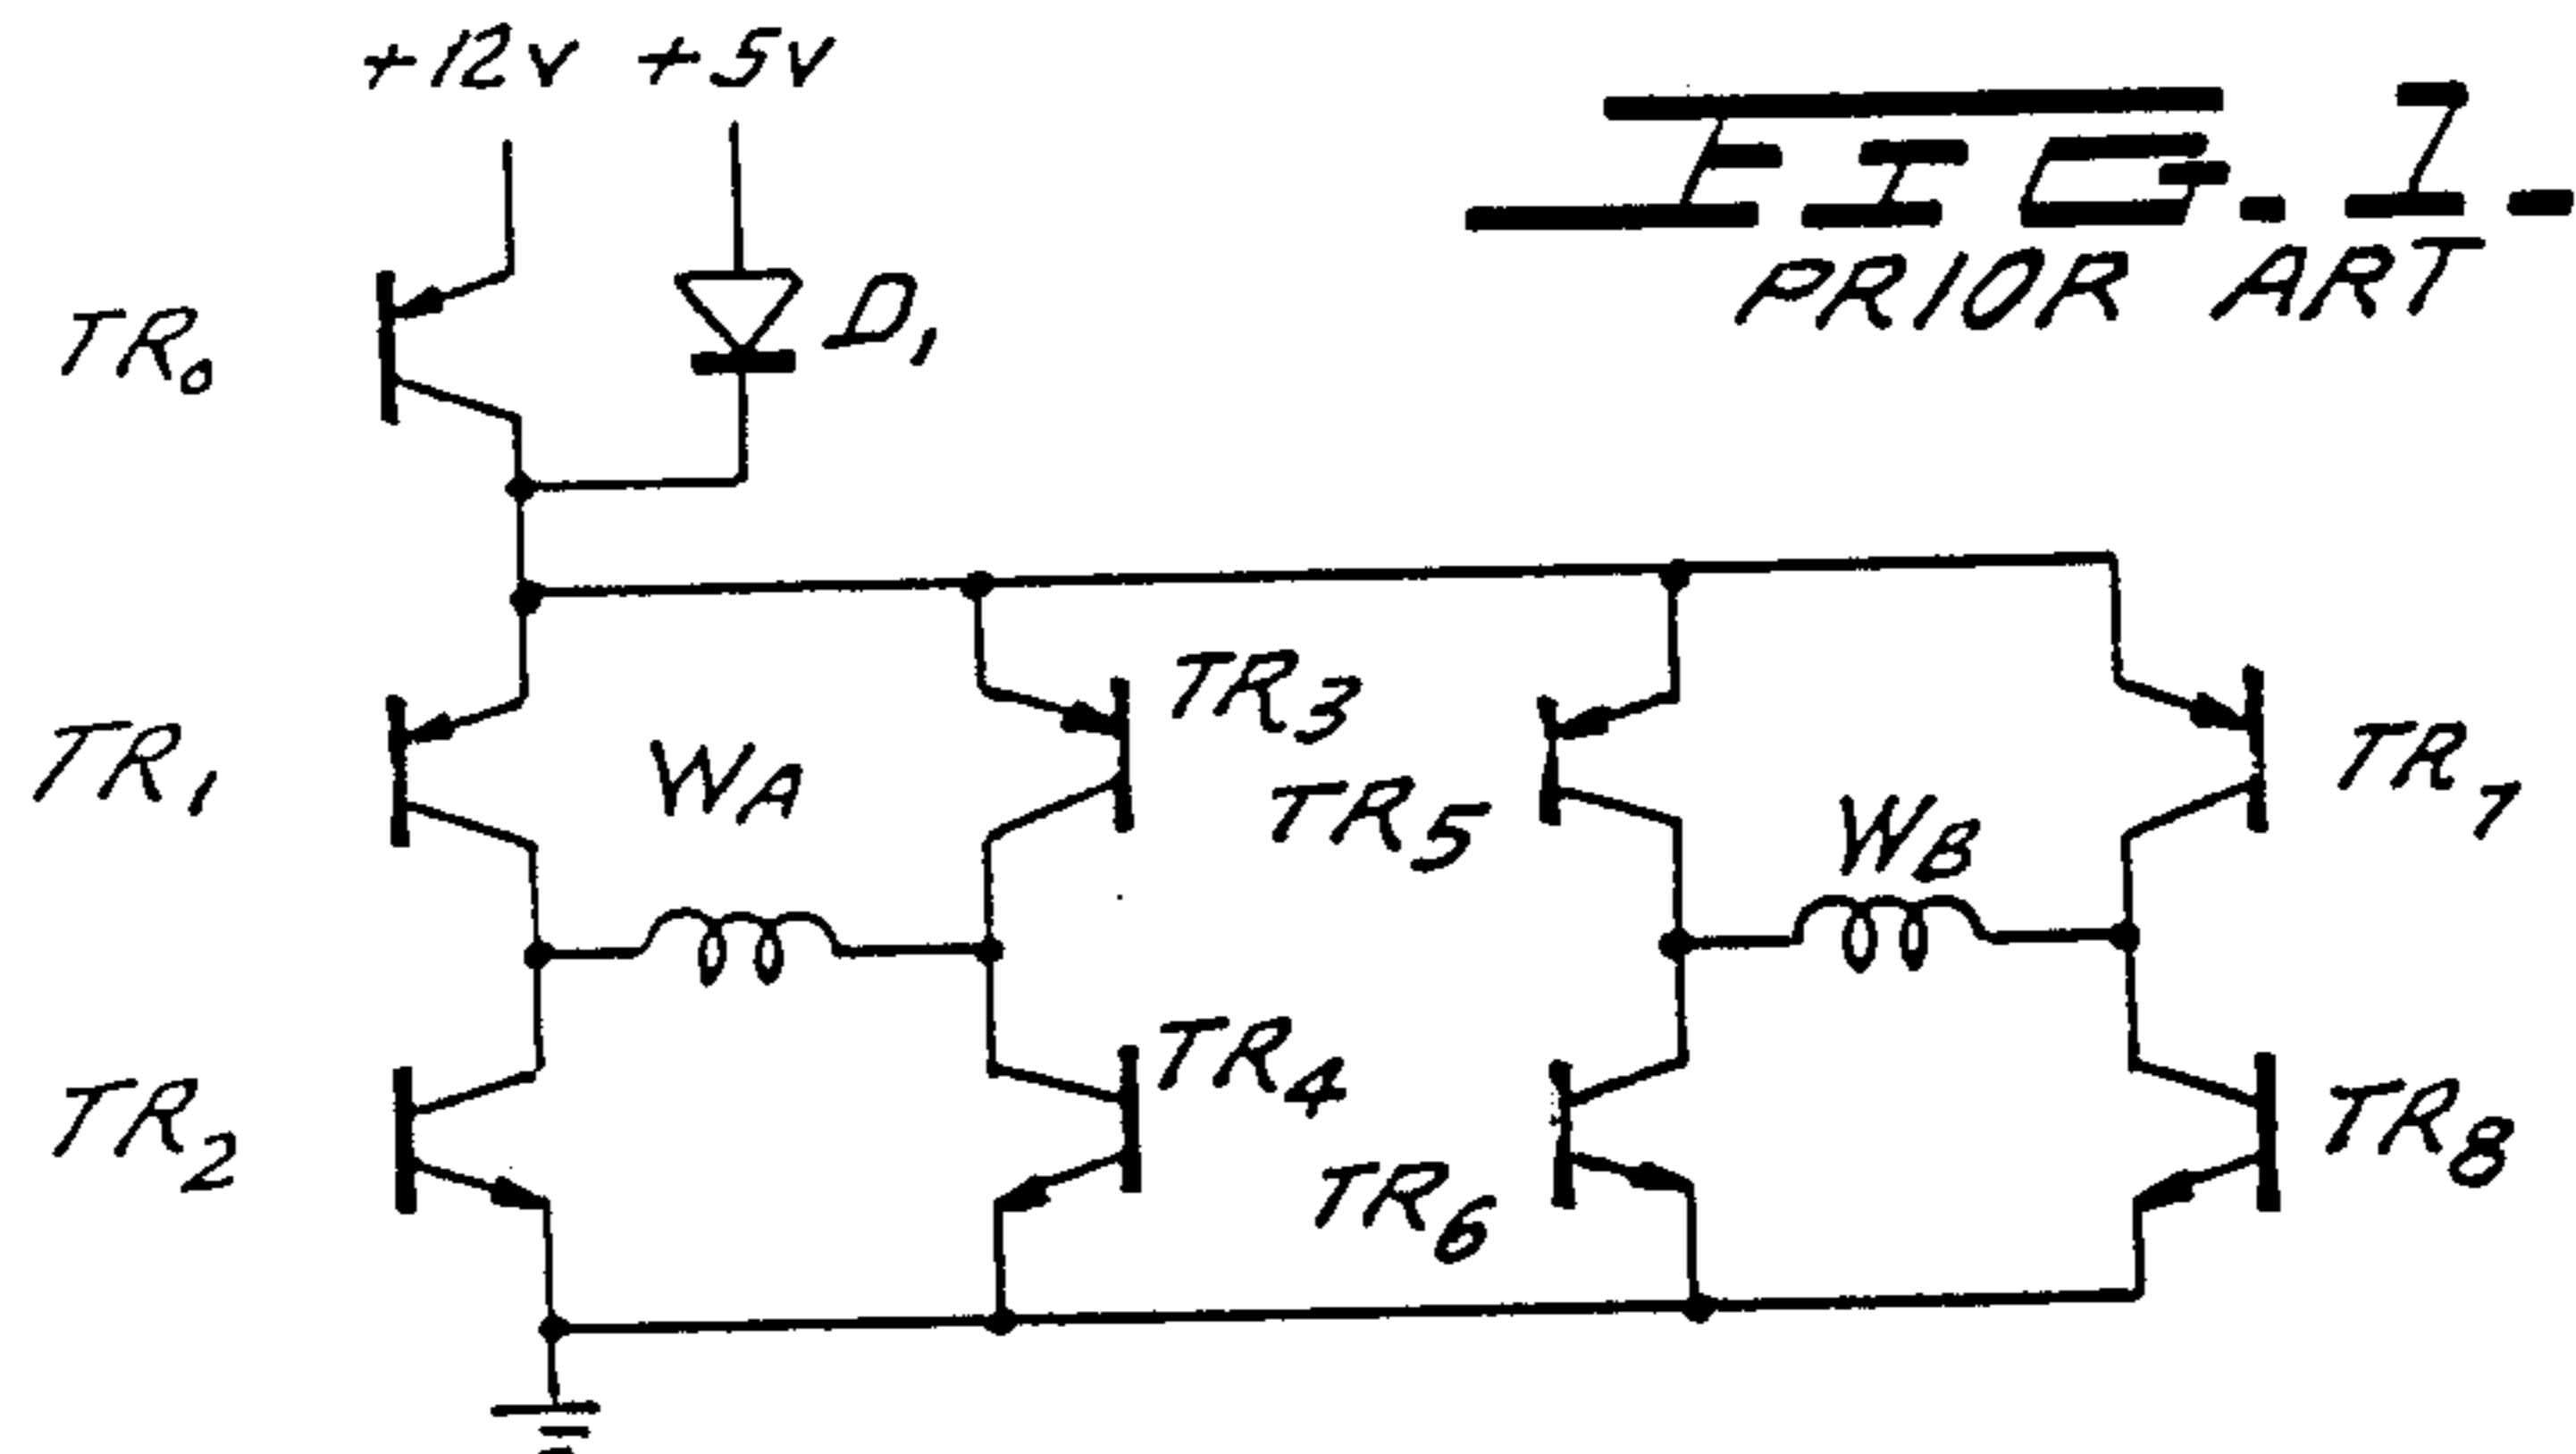 +12v +5v
FIG. 1.
PRIOR ART
TR0
D1
TR1
WA
TR3
TR5
WB
TR7
TR2
TR4
TR6
TR8